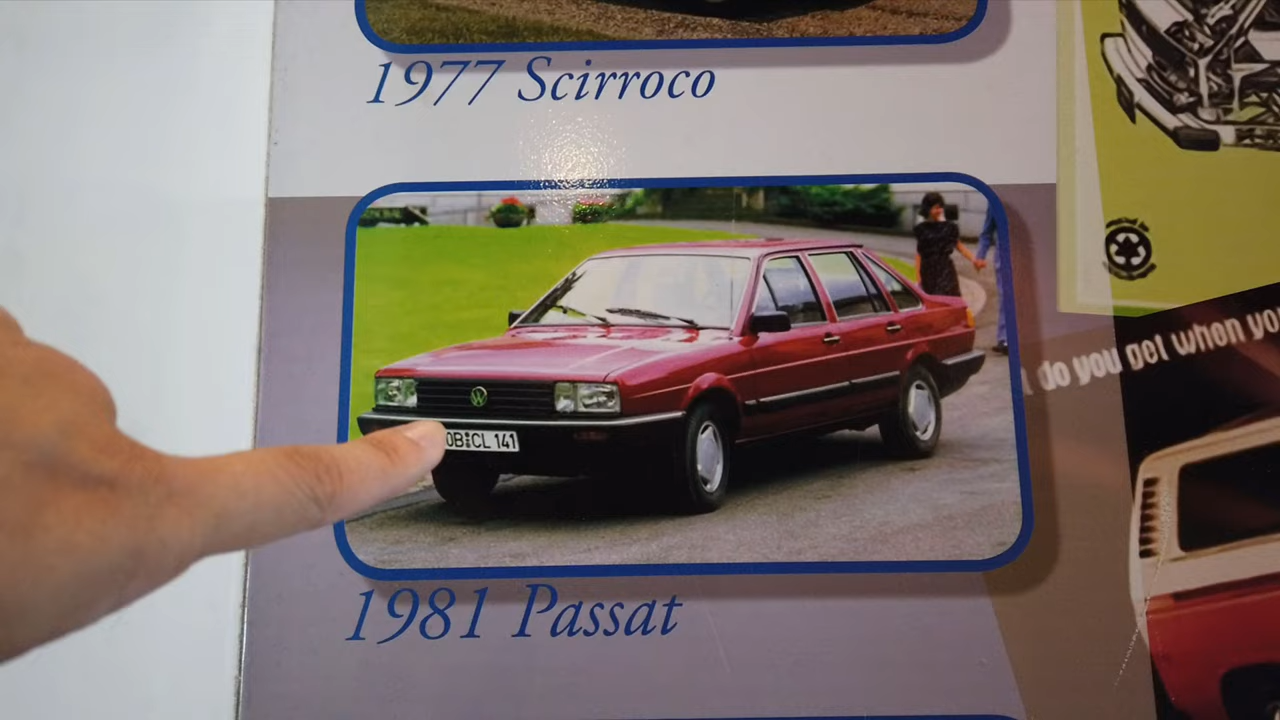 1977 Scirroco
do you get when yo
OB CL 141
1981 Passat